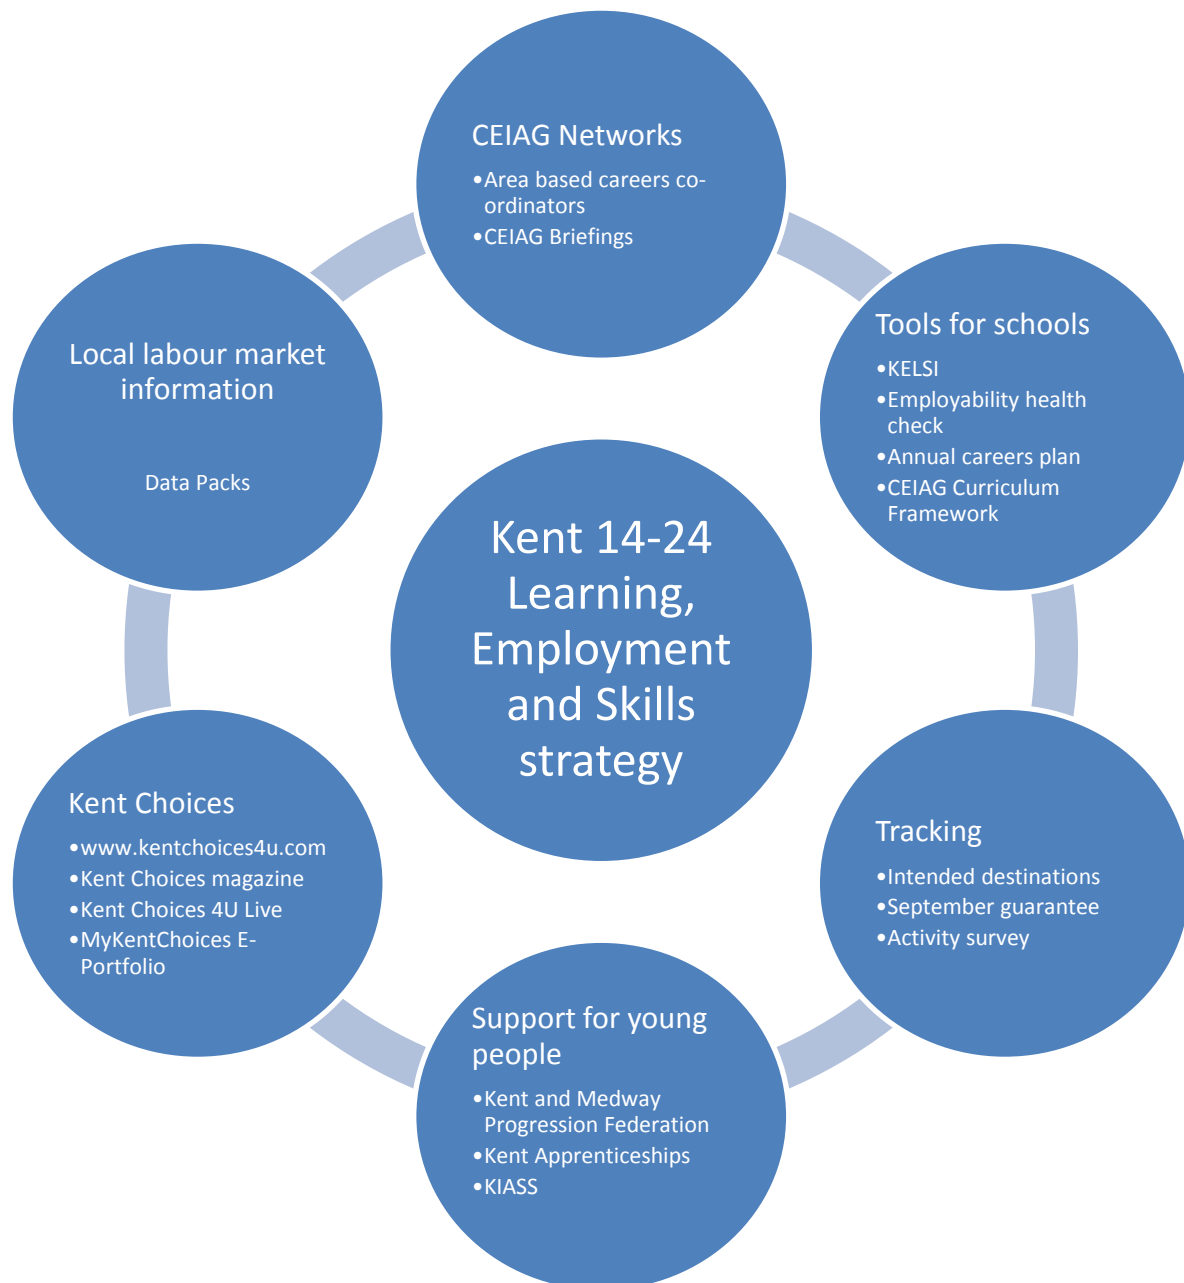 CEIAG Networks
•Area based careers co-
ordinators
•CEIAG Briefings
Tools for schools
•KELSI
•Employability health
check
•Annual careers plan
•CEIAG Curriculum
Framework
Tracking
•Intended destinations
•September guarantee
•Activity survey
Support for young
people
•Kent and Medway
Progression Federation
•Kent Apprenticeships
•KIASS
Kent Choices
•www.kentchoices4u.com
•Kent Choices magazine
•Kent Choices 4U Live
•MyKentChoices E-
Portfolio
Local labour market
information
Data Packs
Kent 14-24
Learning,
Employment
and Skills
strategy